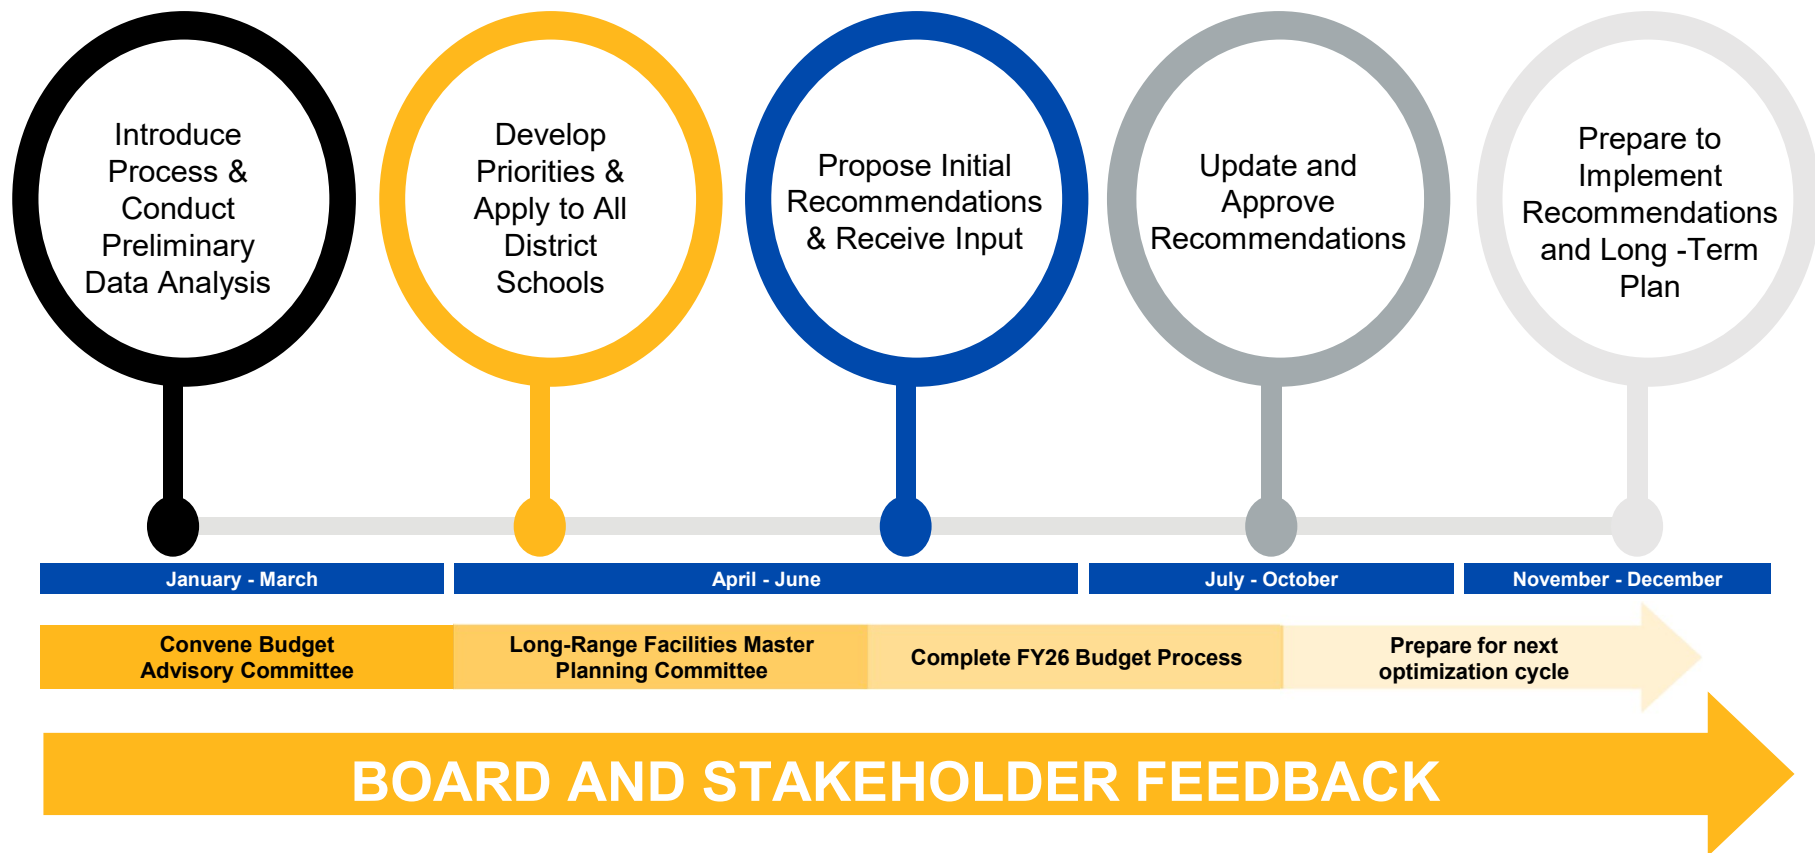 Introduce
Process &
Conduct
Preliminary
Data Analysis
Develop
Priorities &
Apply to All
District
Schools
Propose Initial
Recommendations
& Receive Input
Update and
Approve
Recommendations
Prepare to
Implement
Recommendations
and Long -Term
Plan
January - March
April - June
July - October
November - December
Convene Budget
Advisory Committee
Long-Range Facilities Master
Planning Committee
Complete FY26 Budget Process
Prepare for next
optimization cycle
BOARD AND STAKEHOLDER FEEDBACK